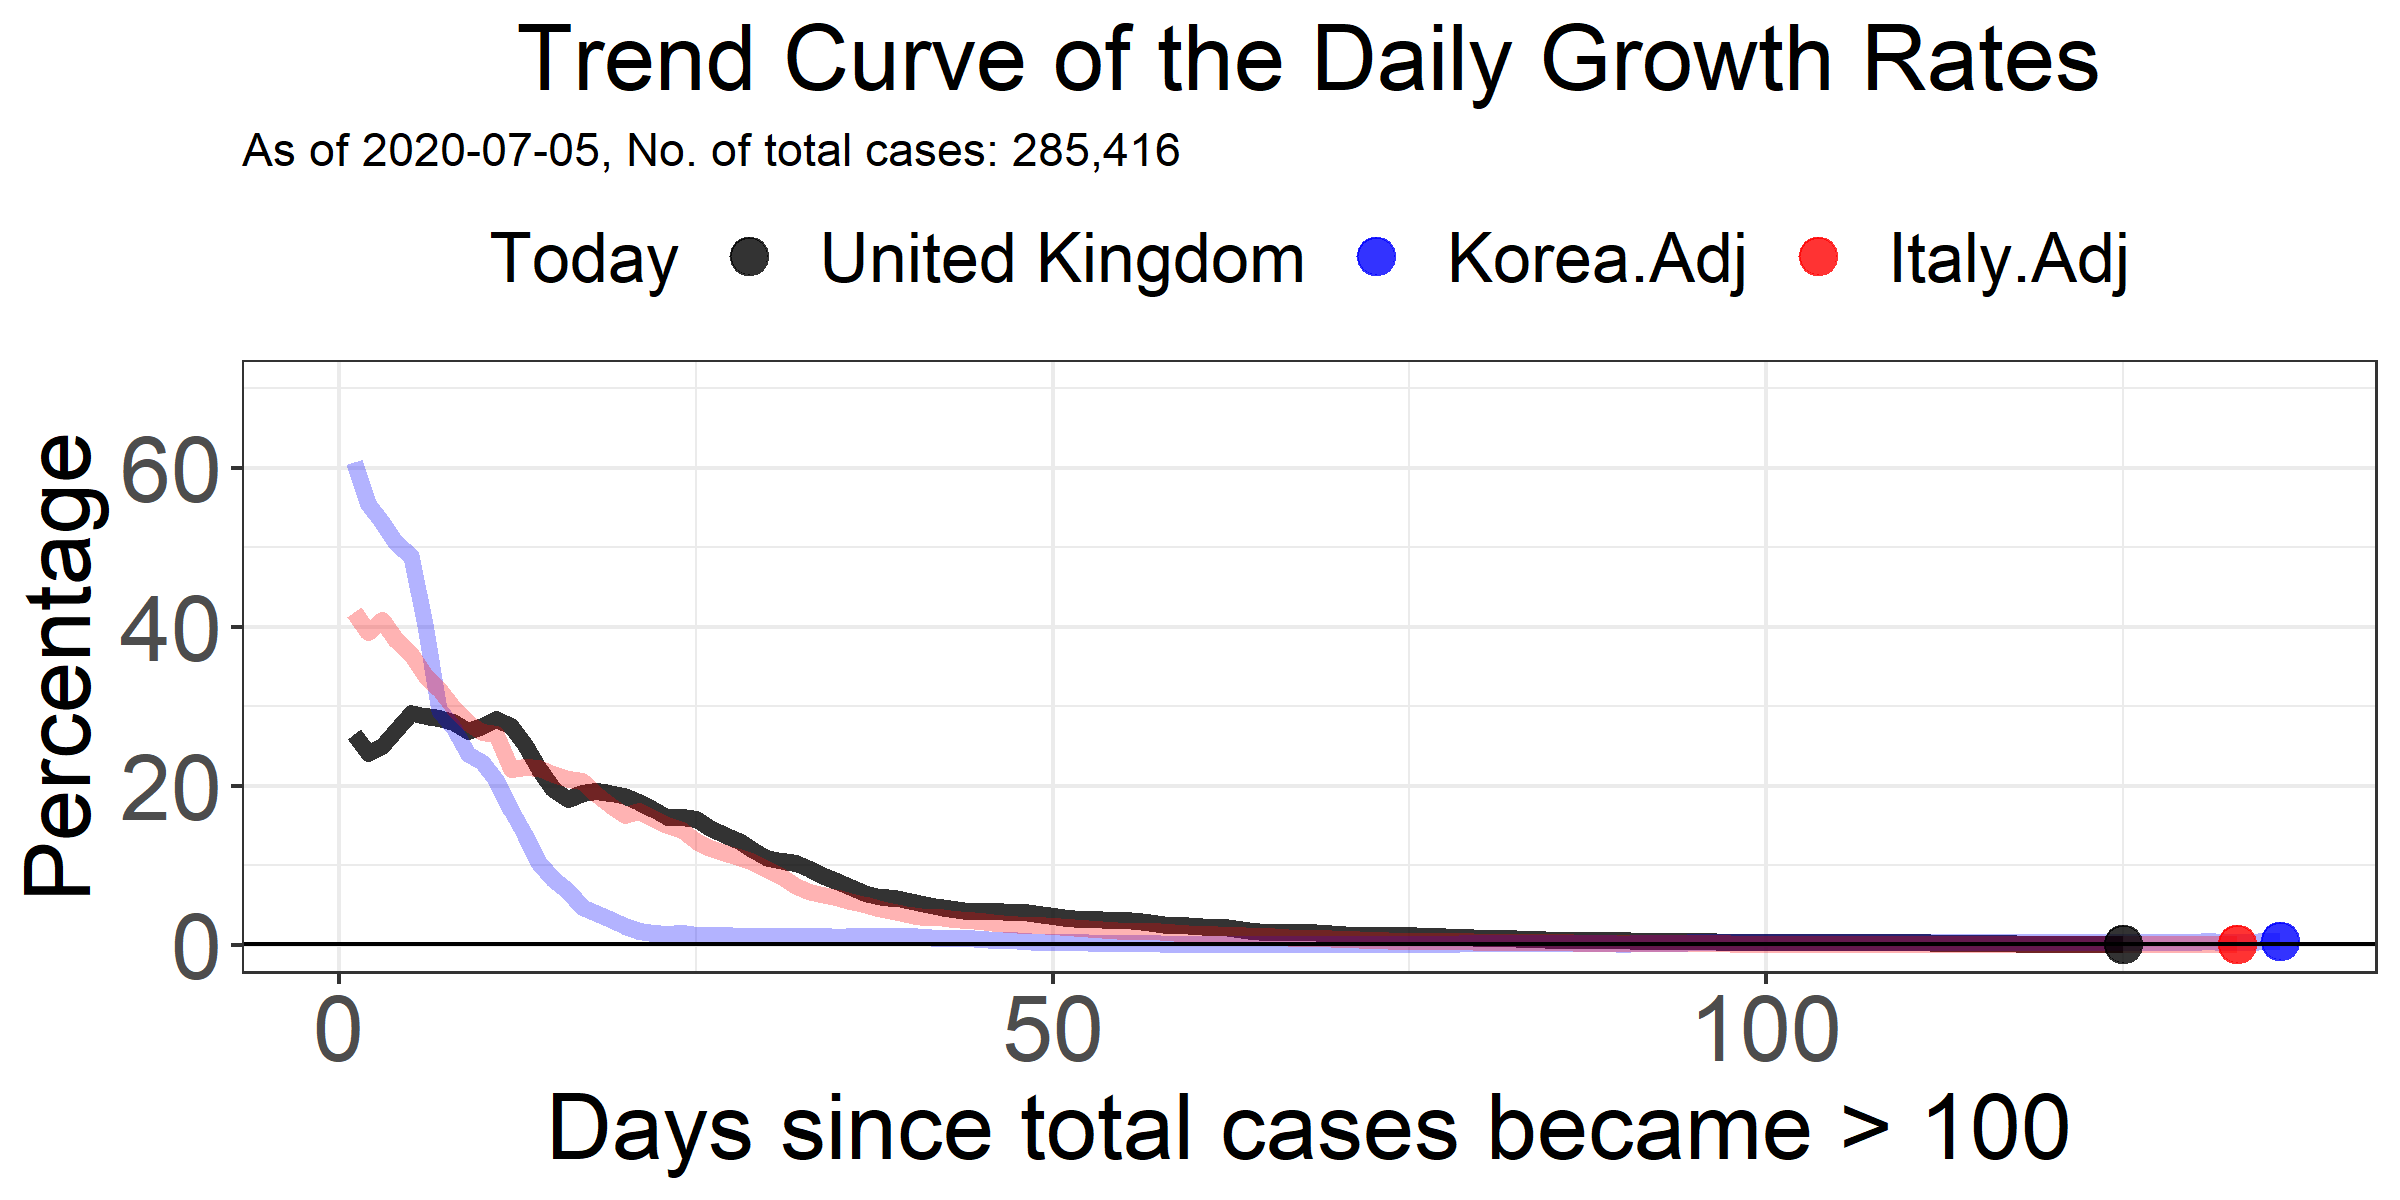 Trend Curve of the Daily Growth Rates
As of 2020-07-05, No. of total cases: 285,416
Today United Kingdom Korea.Adj Italy.Adj
Percentage
60
40
20
0
0 50 100
Days since total cases became > 100